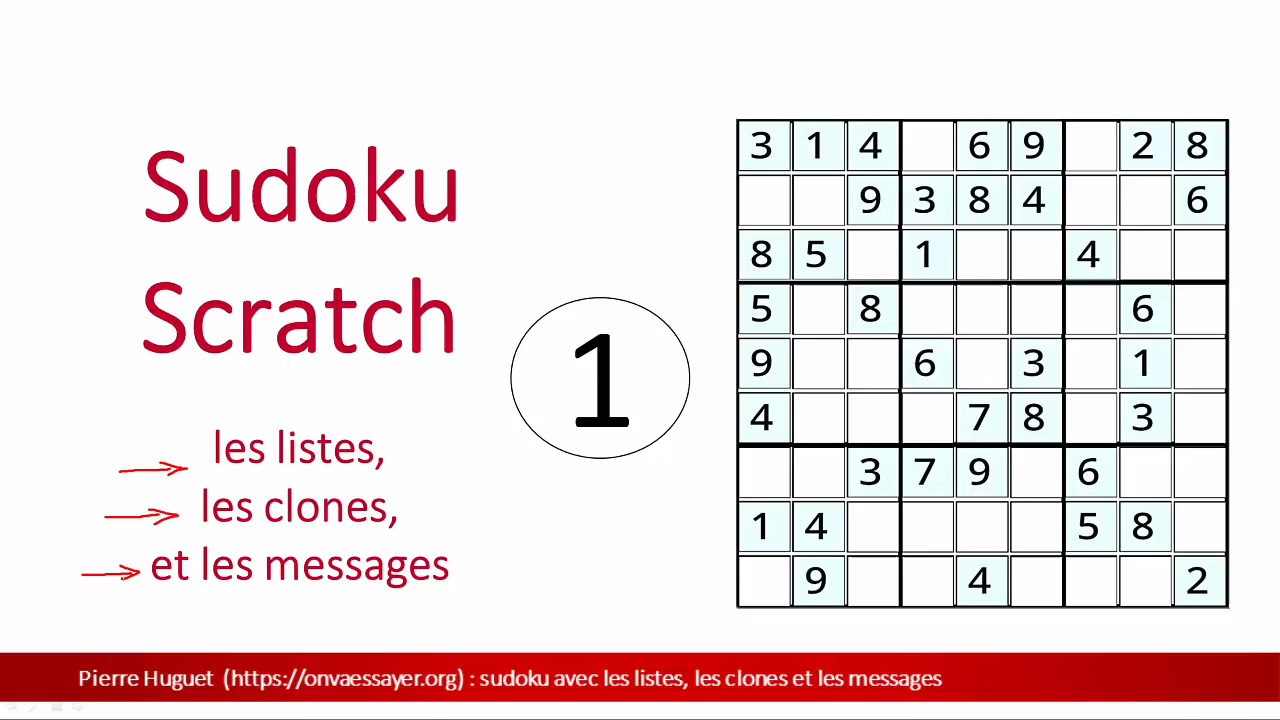 Sudoku
Scratch
1
les listes,
les clones,
et les messages
3 1 4 6 9 2 8
9 3 8 4 6
8 5 1 4
5 8 6
9 6 3 1
4 7 8 3
3 7 9 6
1 4 5 8
9 4 2
Pierre Huguet (https://onvaessayer.org) : sudoku avec les listes, les clones et les messages